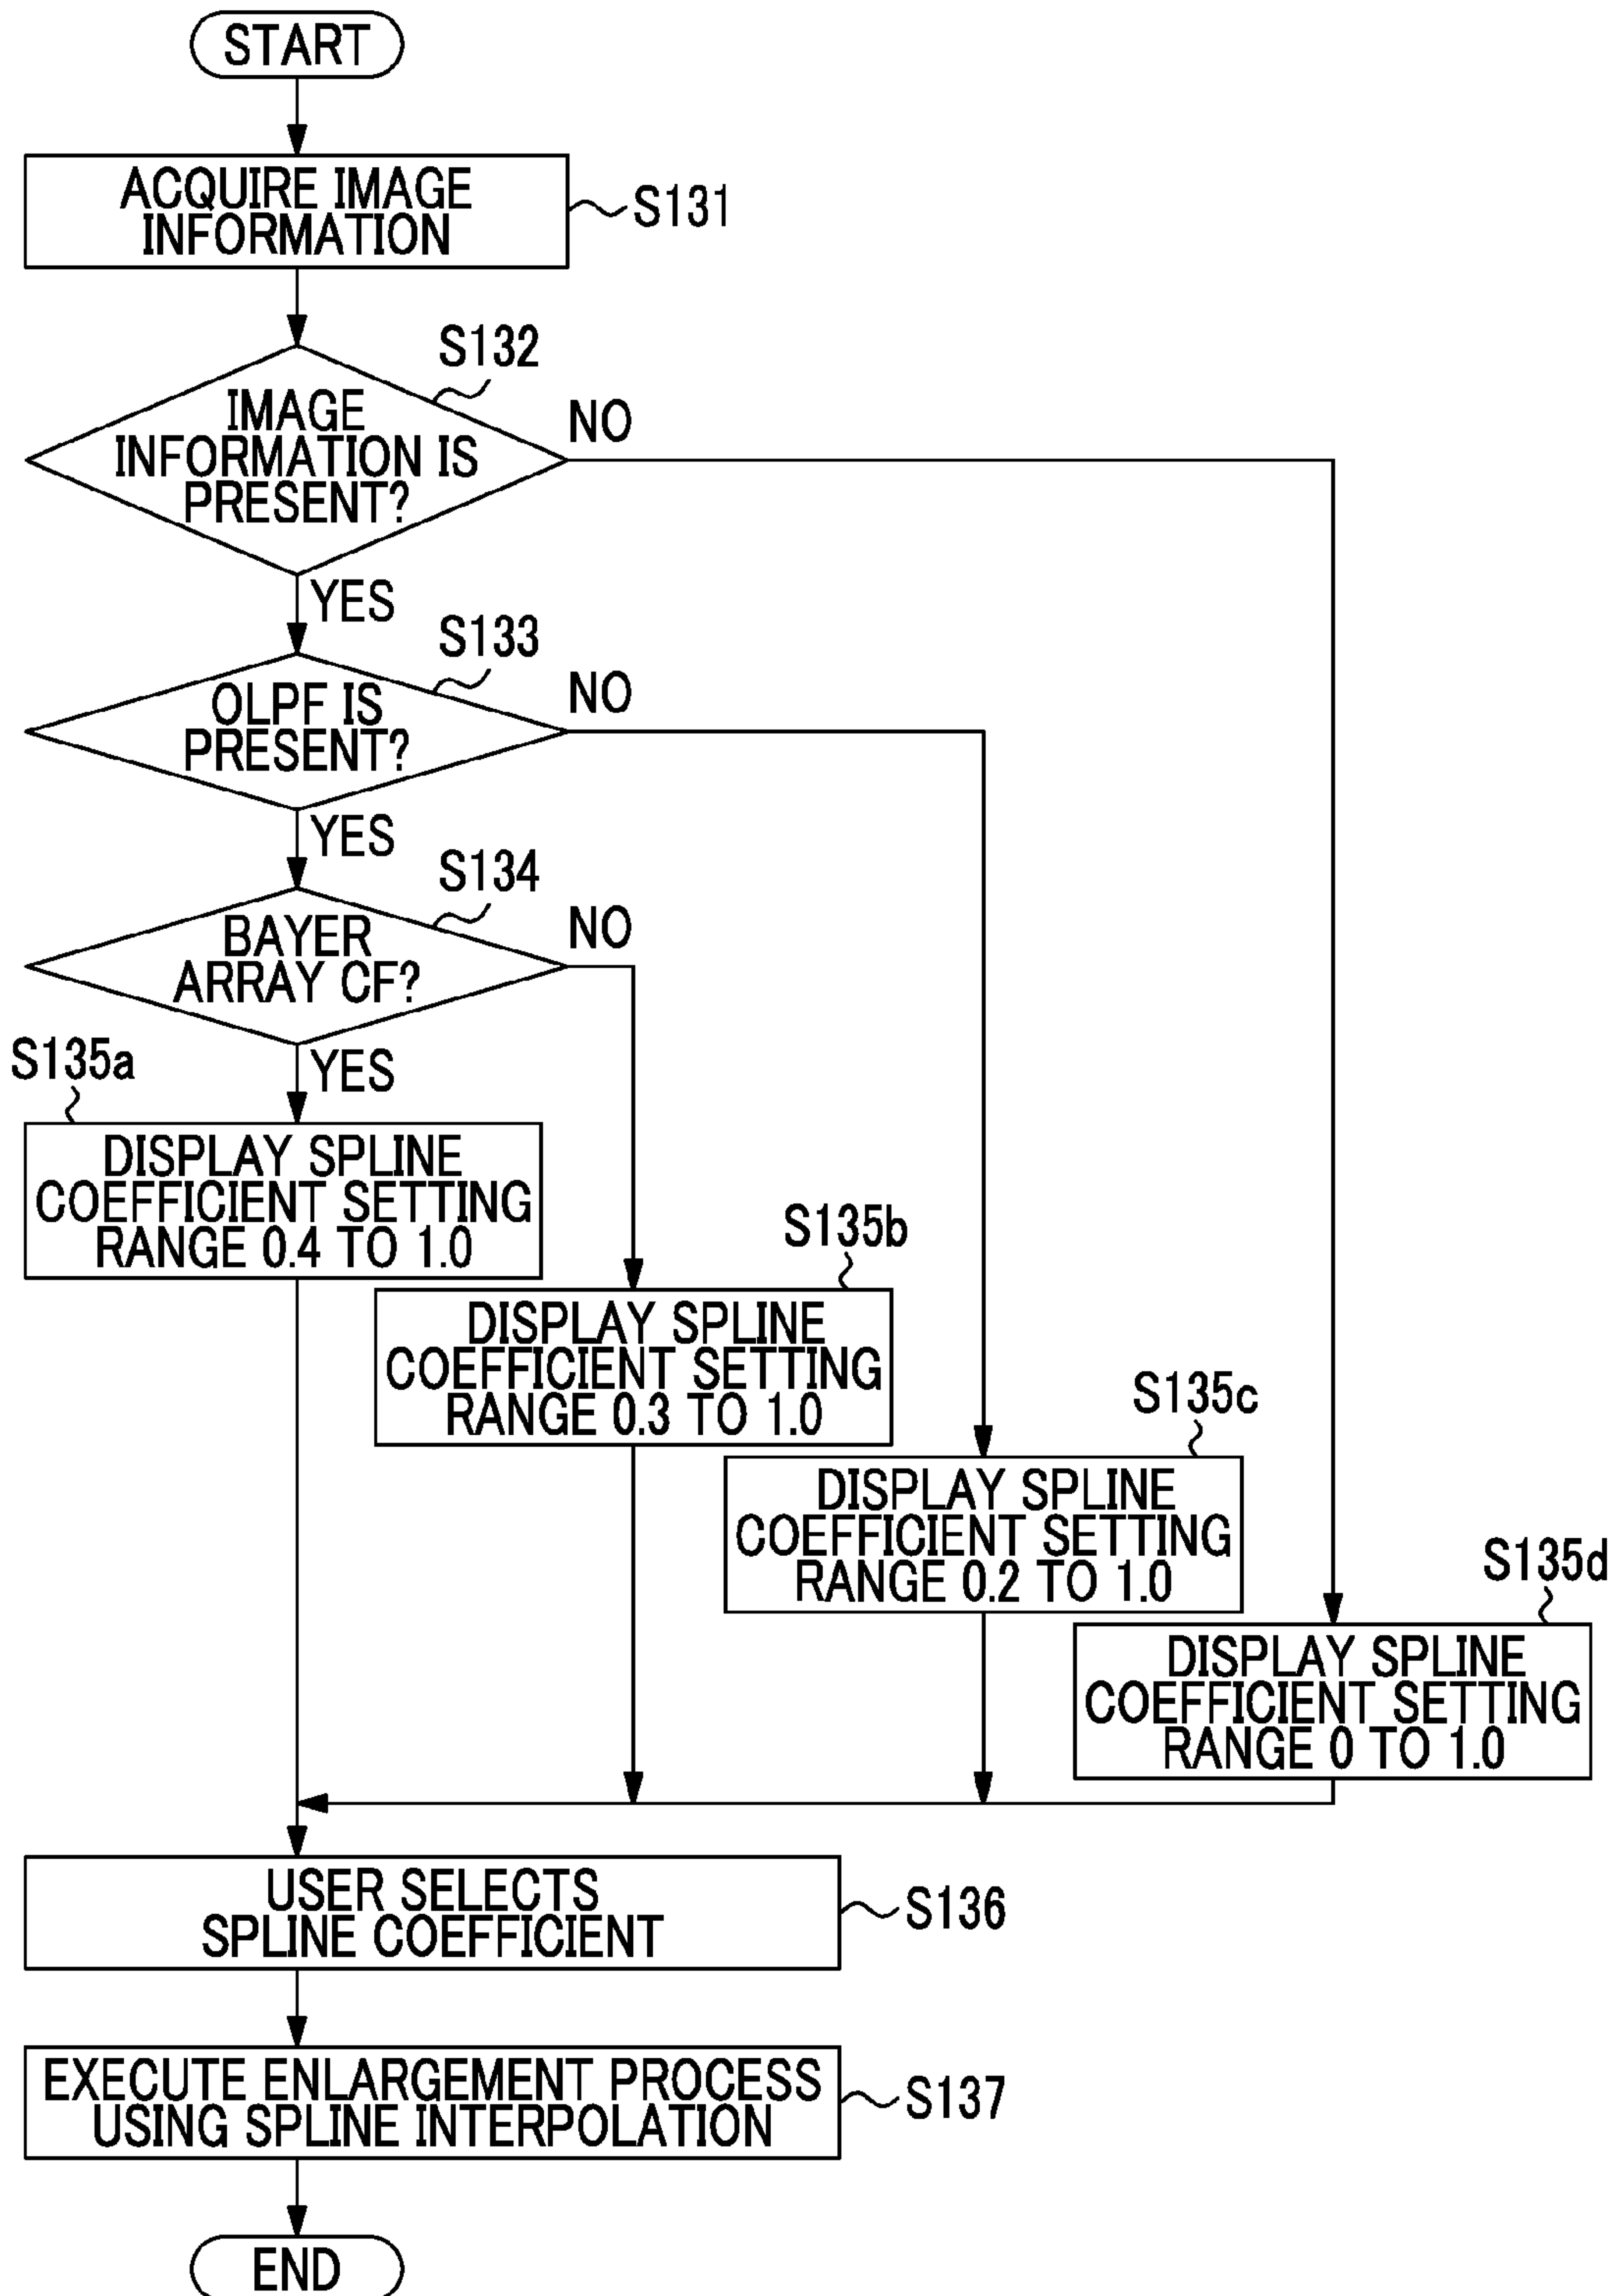 START
ACQUIRE IMAGE
INFORMATION
S131
S132
IMAGE
INFORMATION IS
PRESENT?
NO
YES
S133
OLPF IS
PRESENT?
NO
YES
S134
BAYER
ARRAY CF?
NO
YES
S135a
DISPLAY SPLINE
COEFFICIENT SETTING
RANGE 0.4 TO 1.0
S135b
DISPLAY SPLINE
COEFFICIENT SETTING
RANGE 0.3 TO 1.0
S135c
DISPLAY SPLINE
COEFFICIENT SETTING
RANGE 0.2 TO 1.0
S135d
DISPLAY SPLINE
COEFFICIENT SETTING
RANGE 0 TO 1.0
USER SELECTS
SPLINE COEFFICIENT
S136
EXECUTE ENLARGEMENT PROCESS
USING SPLINE INTERPOLATION
S137
END